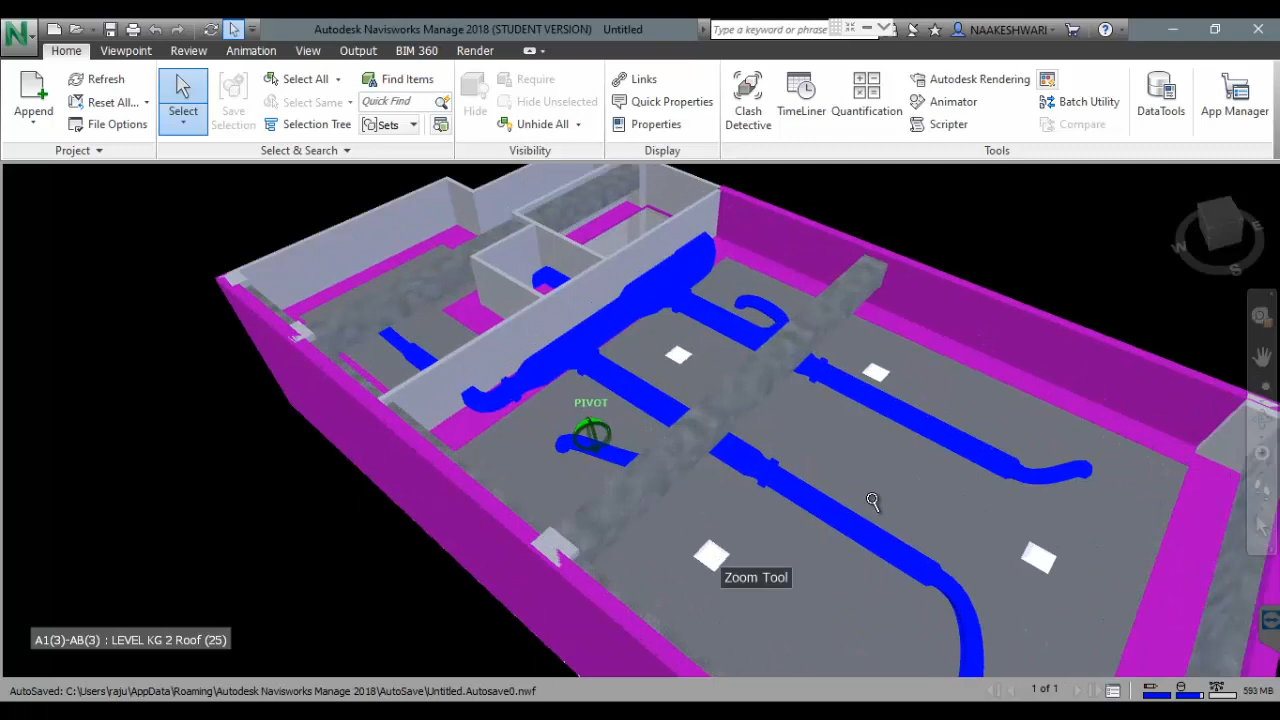 Autodesk Navisworks Manage 2018 (STUDENT VERSION) Untitled
Type a keyword or phrase
NAAKESHWARI
Home Viewpoint Review Animation View Output BIM 360 Render
Append
Refresh
Reset All...
File Options
Project
Select
Save Selection
Select All
Select Same
Selection Tree
Find Items
Quick Find
Sets
Select & Search
Hide
Require
Hide Unselected
Unhide All
Visibility
Links
Quick Properties
Properties
Display
Clash Detective
TimeLiner
Quantification
Autodesk Rendering
Animator
Scripter
Batch Utility
Compare
Tools
DataTools
App Manager
W
E
S
PIVOT
Zoom Tool
A1(3)-AB(3) : LEVEL KG 2 Roof (25)
AutoSaved: C:\Users\raju\AppData\Roaming\Autodesk Navisworks Manage 2018\AutoSave\Untitled.Autosave0.nwf
1 of 1
593 MB